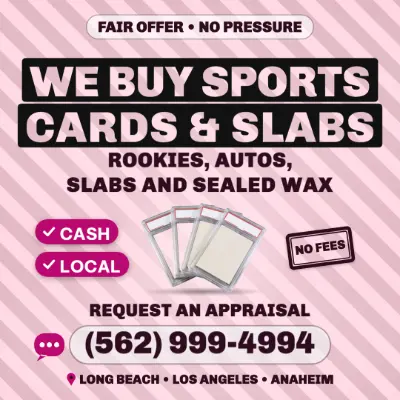 FAIR OFFER • NO PRESSURE
WE BUY SPORTS
CARDS & SLABS
ROOKIES, AUTOS,
SLABS AND SEALED WAX
CASH
LOCAL
NO FEES
REQUEST AN APPRAISAL
(562) 999-4994
LONG BEACH • LOS ANGELES • ANAHEIM